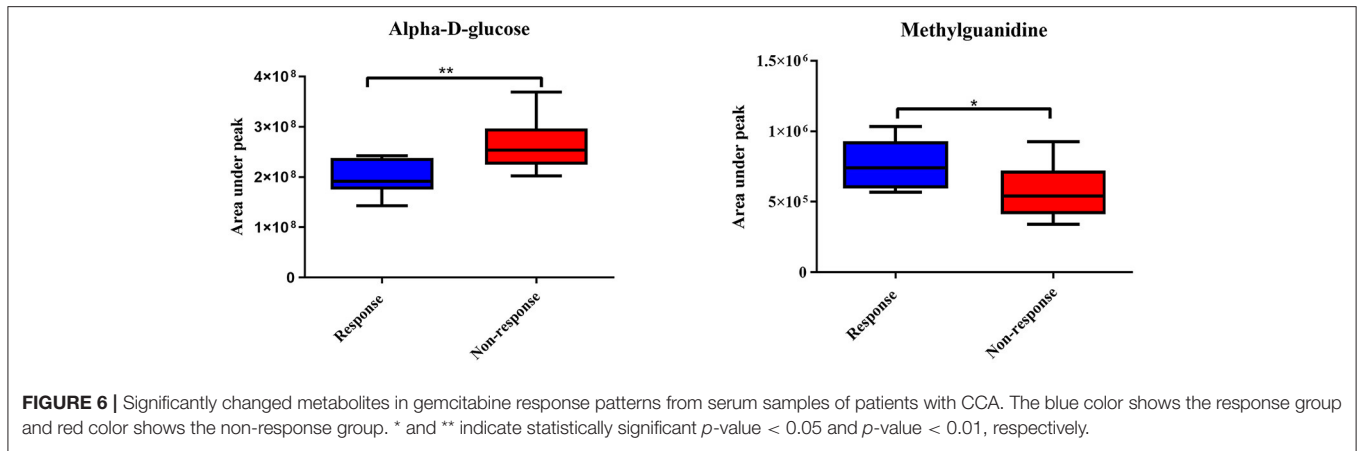 Alpha-D-glucose
**
Area under peak
4×10⁸
3×10⁸
2×10⁸
1×10⁸
0
Response
Non-response
Methylguanidine
*
Area under peak
1.5×10⁶
1×10⁶
5×10⁵
0
Response
Non-response
FIGURE 6 | Significantly changed metabolites in gemcitabine response patterns from serum samples of patients with CCA. The blue color shows the response group
and red color shows the non-response group. * and ** indicate statistically significant p-value < 0.05 and p-value < 0.01, respectively.